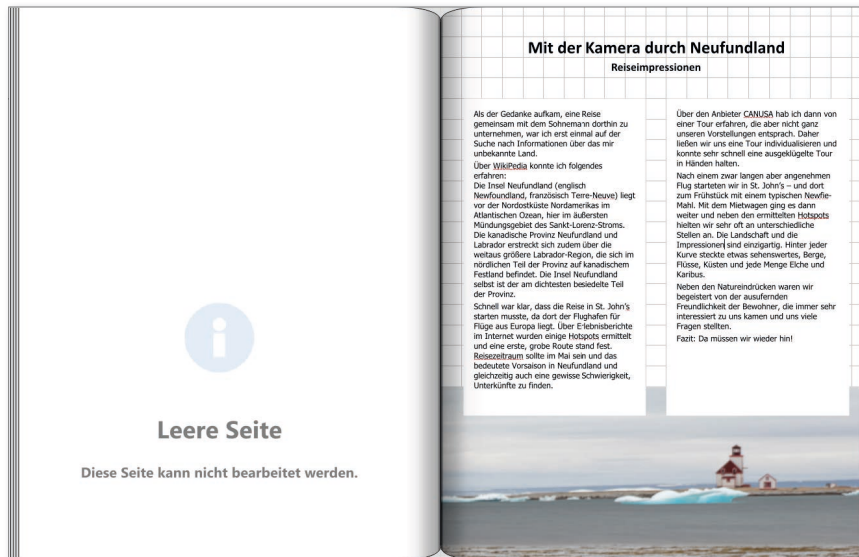 Leere Seite
Diese Seite kann nicht bearbeitet werden.
Mit der Kamera durch Neufundland
Reiseimpressionen
Als der Gedanke aufkam, eine Reise
gemeinsam mit dem Sohnemann dorthin zu
unternehmen, war ich erst einmal auf der
Suche nach Informationen über das mir
unbekannte Land.
Über WikiPedia konnte ich folgendes
erfahren:
Die Insel Neufundland (englisch
Newfoundland, französisch Terre-Neuve) liegt
vor der Nordostküste Nordamerikas im
Atlantischen Ozean, hier im äußersten
Mündungsgebiet des Sankt-Lorenz-Stroms.
Die kanadische Provinz Neufundland und
Labrador erstreckt sich zudem über die
weitaus größere Labrador-Region, die sich im
nördlichen Teil der Provinz auf kanadischem
Festland befindet. Die Insel Neufundland
selbst ist der am dichtesten besiedelte Teil
der Provinz.
Schnell war klar, dass die Reise in St. John's
starten musste, da dort der Flughafen für
Flüge aus Europa liegt. Über Erlebnisberichte
im Internet wurden einige Hotspots ermittelt
und eine erste, grobe Route stand fest.
Reisezeitraum sollte im Mai sein und das
bedeutete Vorsaison in Neufundland und
gleichzeitig auch eine gewisse Schwierigkeit,
Unterkünfte zu finden.
Über den Anbieter CANUSA hab ich dann von
einer Tour erfahren, die aber nicht ganz
unseren Vorstellungen entsprach. Daher
ließen wir uns eine Tour individualisieren und
konnte sehr schnell eine ausgeklügelte Tour
in Händen halten.
Nach einem zwar langen aber angenehmen
Flug starteten wir in St. John's – und dort
zum Frühstück mit einem typischen Newfie-
Mahl. Mit dem Mietwagen ging es dann
weiter und neben den ermittelten Hotspots
hielten wir sehr oft an unterschiedliche
Stellen an. Die Landschaft und die
Impressionen sind einzigartig. Hinter jeder
Kurve steckte etwas sehenswertes, Berge,
Flüsse, Küsten und jede Menge Elche und
Karibus.
Neben den Natureindrücken waren wir
begeistert von der ausufernden
Freundlichkeit der Bewohner, die immer sehr
interessiert zu uns kamen und uns viele
Fragen stellten.
Fazit: Da müssen wir wieder hin!